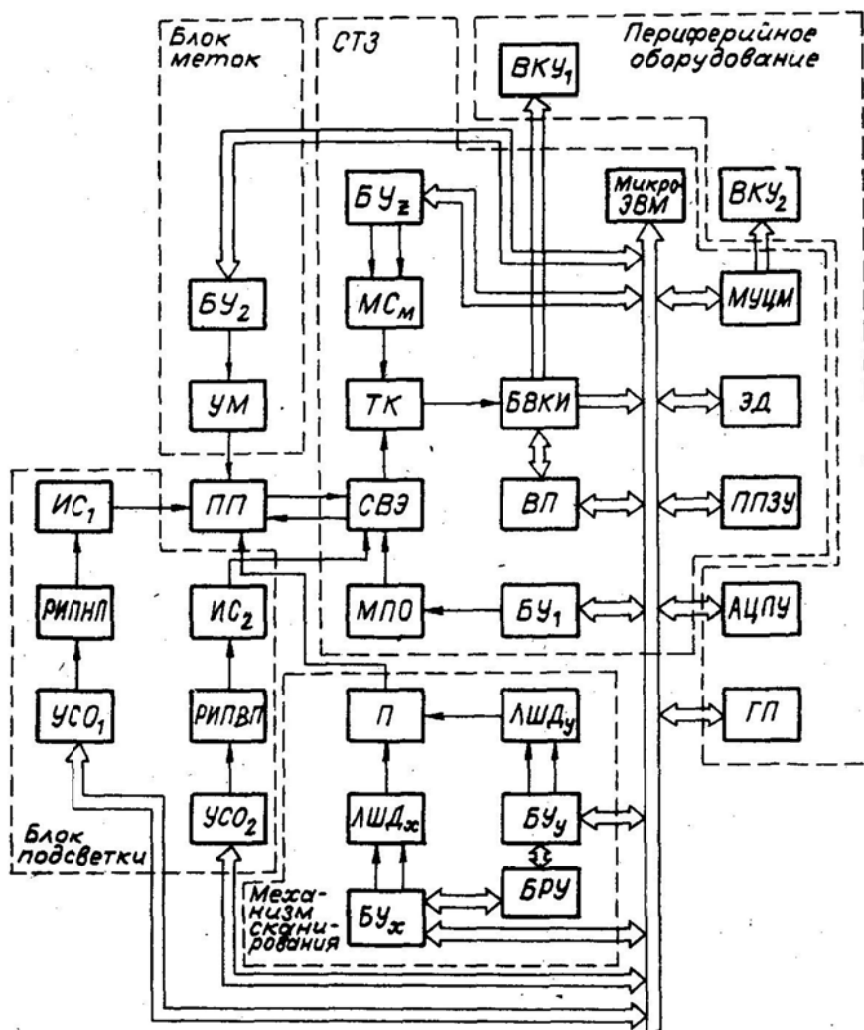 Блок
меток
СТЗ
Периферийное
оборудование
ВКУ₁
БУz
Микро
ЭВМ
ВКУ₂
БУ₂
МСм
МУЦМ
УМ
ТК
БВКИ
ЭД
ИС₁
ПП
СВЭ
ВП
ППЗУ
РИПНП
ИС₂
МПО
БУ₁
АЦПУ
УСО₁
РИПВП
П
ЛШДу
ГП
УСО₂
ЛШДх
БУу
Блок
подсветки
БУх
БРУ
Меха-
низм
скани-
рования